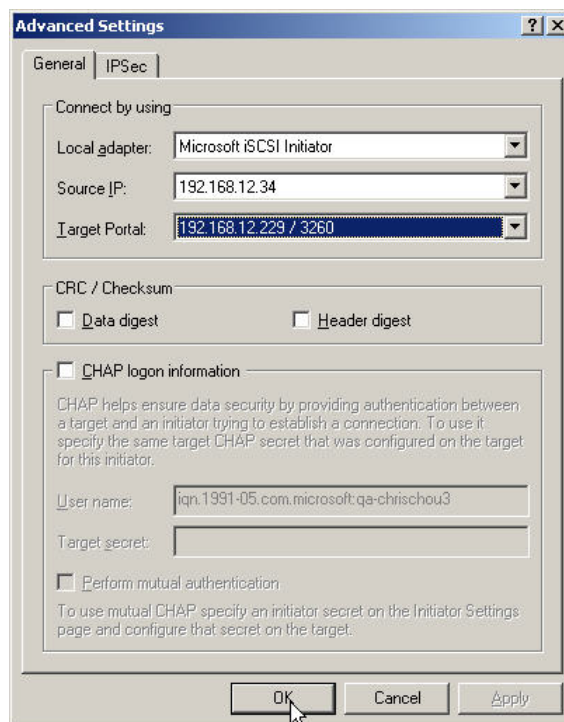 Advanced Settings
General
IPSec
Connect by using
Local adapter:
Microsoft iSCSI Initiator
Source IP:
192.168.12.34
Target Portal:
192.168.12.229 / 3260
CRC / Checksum
Data digest
Header digest
CHAP logon information
CHAP helps ensure data security by providing authentication between
a target and an initiator trying to establish a connection. To use it
specify the same target CHAP secret that was configured on the target
for this initiator.
User name:
iqn.1991-05.com.microsoft:qa-chrischou3
Target secret:
Perform mutual authentication
To use mutual CHAP specify an initiator secret on the Initiator Settings
page and configure that secret on the target.
OK
Cancel
Apply